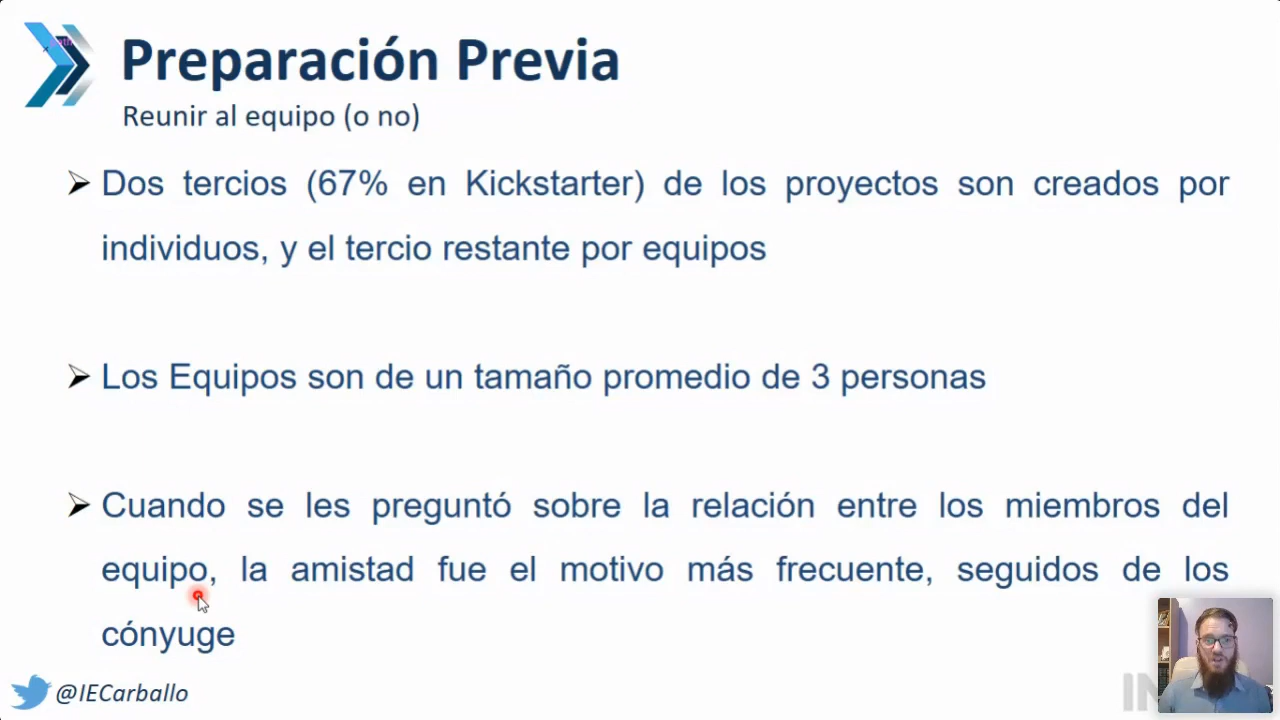 Preparación Previa
Reunir al equipo (o no)
Dos tercios (67% en Kickstarter) de los proyectos son creados por
individuos, y el tercio restante por equipos
Los Equipos son de un tamaño promedio de 3 personas
Cuando se les preguntó sobre la relación entre los miembros del
equipo, la amistad fue el motivo más frecuente, seguidos de los
cónyuge
@IECarballo